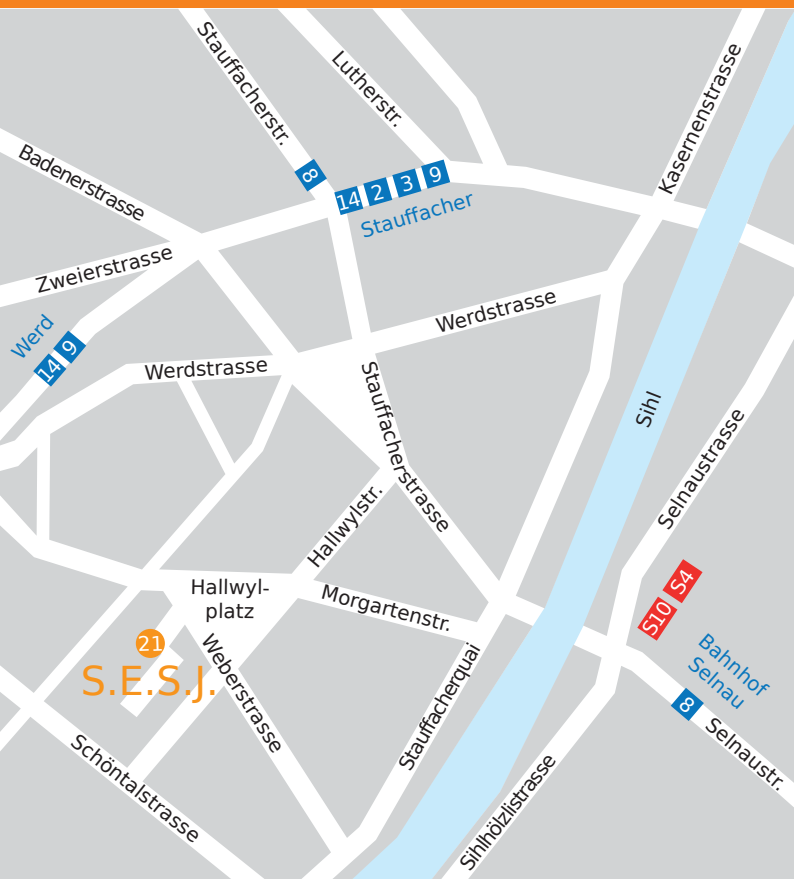 Stauffacherstr.
Lutherstr.
Kasernenstrasse
Badenerstrasse
8
14 2 3 9
Stauffacher
Zweierstrasse
Werd
14 9
Werdstrasse
Werdstrasse
Stauffacherstrasse
Sihl
Selnaustrasse
Hallwylstr.
Hallwyl-
platz
Morgartenstr.
S10 S4
21
S.E.S.J.
Weberstrasse
Bahnhof
Selnau
8
Selnaustr.
Stauffacherquai
Schöntalstrasse
Sihlhölzlistrasse